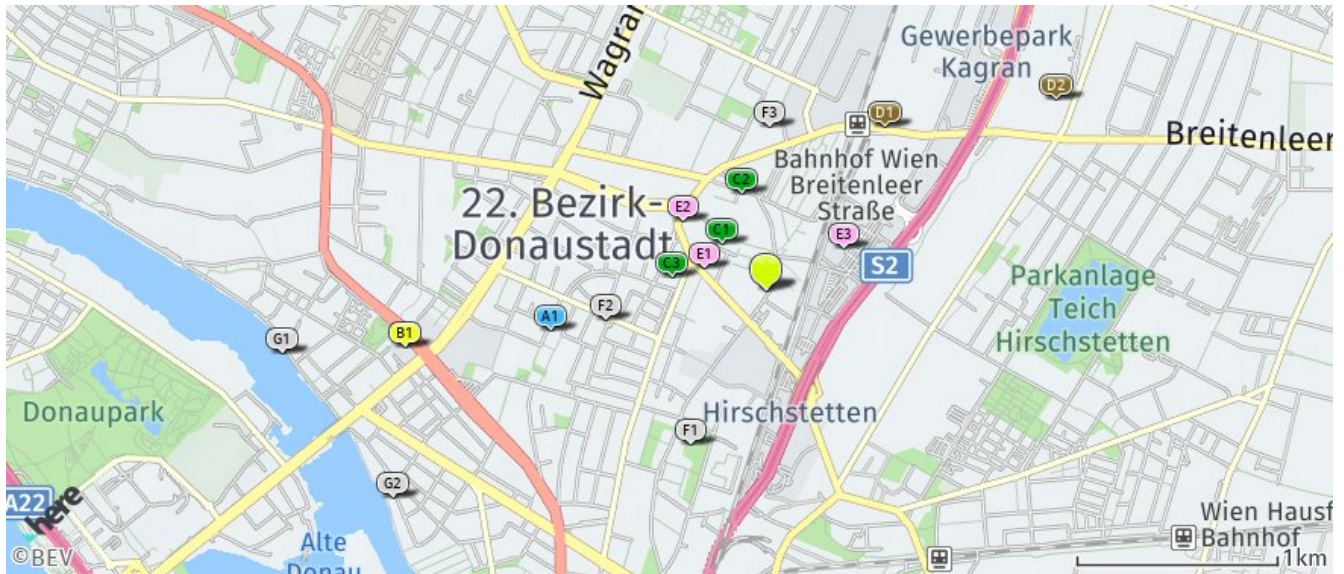 Wagran
Gewerbepark
Kagran
D2
F3
D1
Breitenleer
Bahnhof Wien
Breitenleer
Straße
C2
22. Bezirk-
Donaustadt
E2
C1
E3
E1
C3
S2
Parkanlage
Teich
Hirschstetten
A1
F2
B1
G1
Donaupark
Hirschstetten
F1
G2
A22
here
Wien Hausf
Bahnhof
Alte
Donau
©BEV
1km